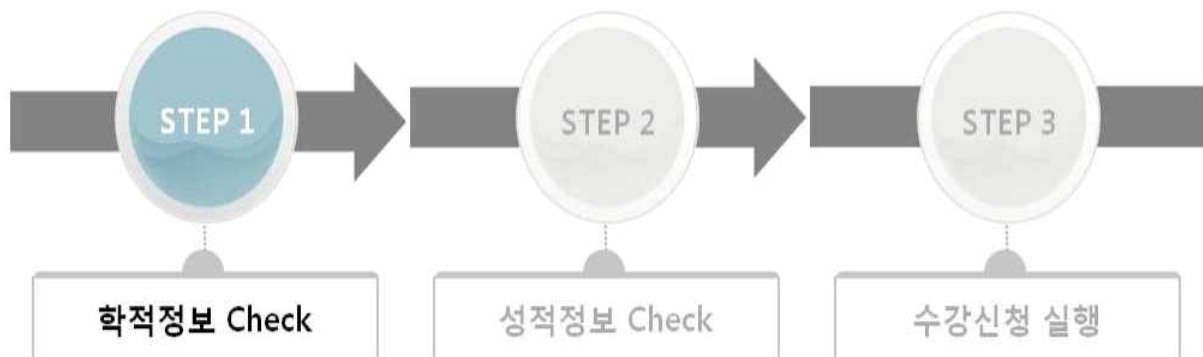 STEP 1
STEP 2
STEP 3
학적정보 Check
성적정보 Check
수강신청 실행